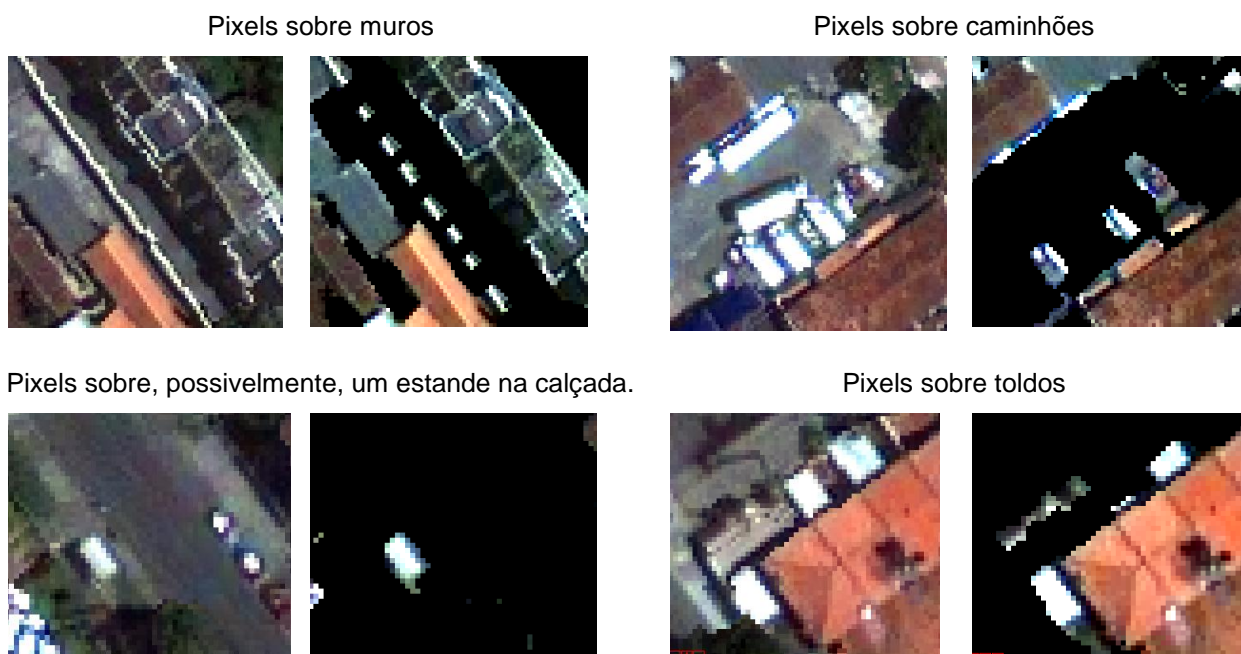 Pixels sobre muros
Pixels sobre caminhões
Pixels sobre, possivelmente, um estande na calçada.
Pixels sobre toldos